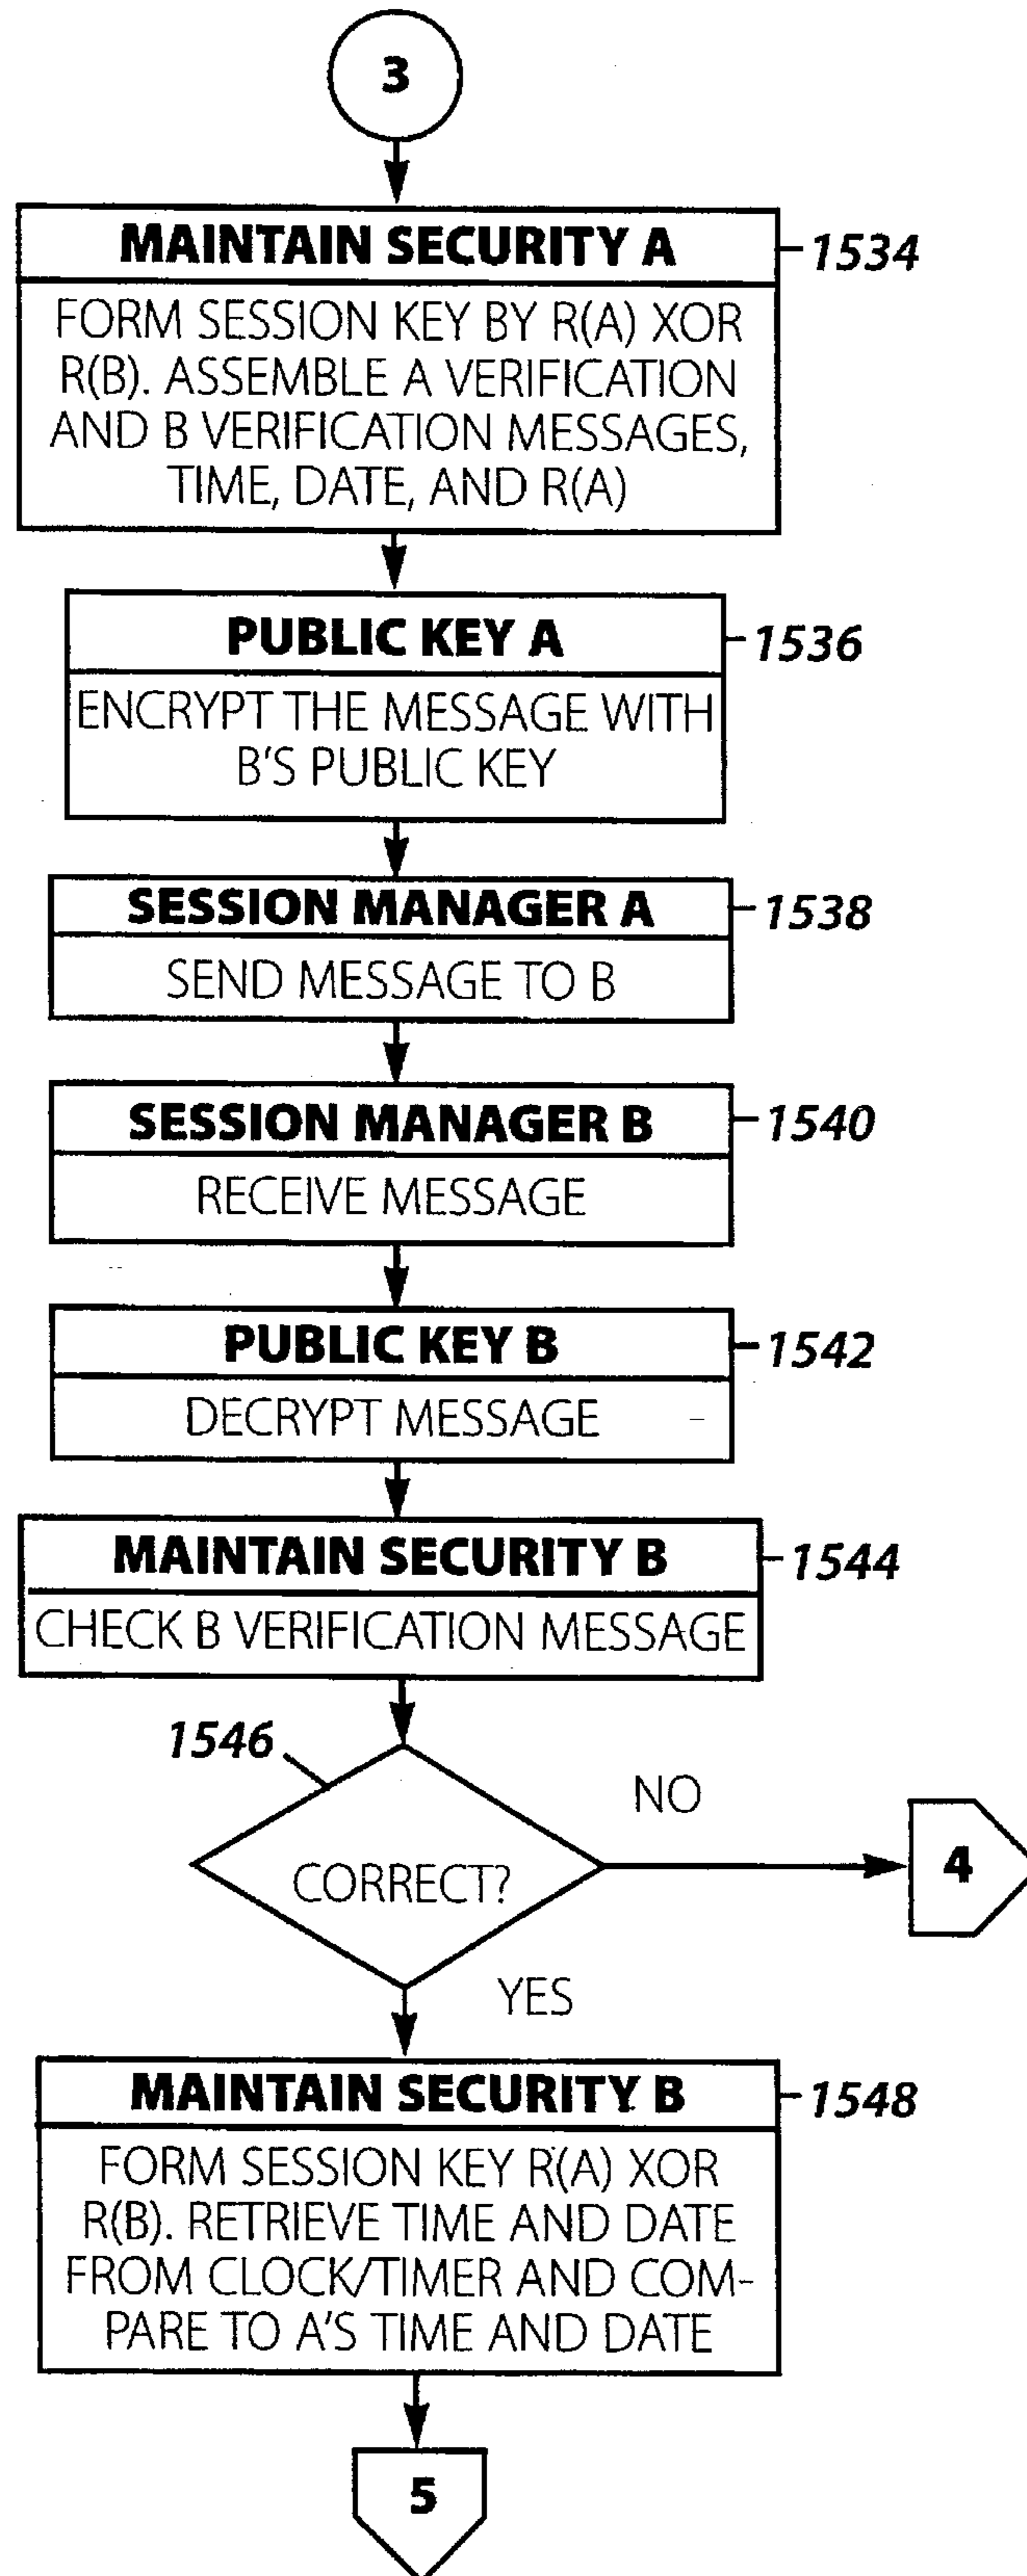 3
MAINTAIN SECURITY A
1534
FORM SESSION KEY BY R(A) XOR
R(B). ASSEMBLE A VERIFICATION
AND B VERIFICATION MESSAGES,
TIME, DATE, AND R(A)
PUBLIC KEY A
1536
ENCRYPT THE MESSAGE WITH
B'S PUBLIC KEY
SESSION MANAGER A
1538
SEND MESSAGE TO B
SESSION MANAGER B
1540
RECEIVE MESSAGE
PUBLIC KEY B
1542
DECRYPT MESSAGE
MAINTAIN SECURITY B
1544
CHECK B VERIFICATION MESSAGE
1546
NO
CORRECT?
4
YES
MAINTAIN SECURITY B
1548
FORM SESSION KEY R(A) XOR
R(B). RETRIEVE TIME AND DATE
FROM CLOCK/TIMER AND COM-
PARE TO A'S TIME AND DATE
5